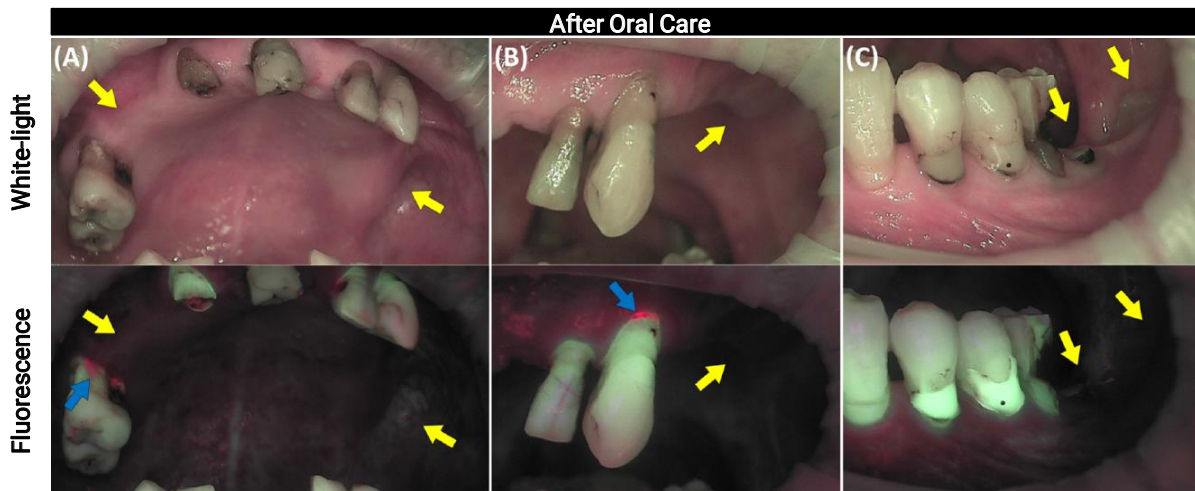 After Oral Care
(A)
(B)
(C)
White-light
Fluorescence